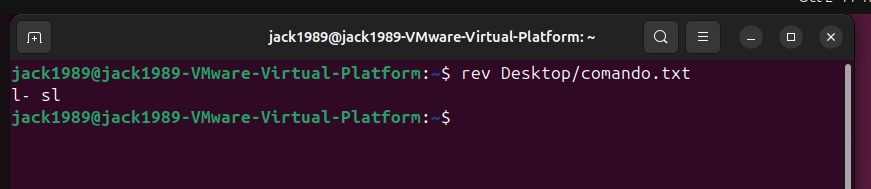 jack1989@jack1989-VMware-Virtual-Platform: ~
jack1989@jack1989-VMware-Virtual-Platform:~$ rev Desktop/comando.txt
l- sl
jack1989@jack1989-VMware-Virtual-Platform:~$